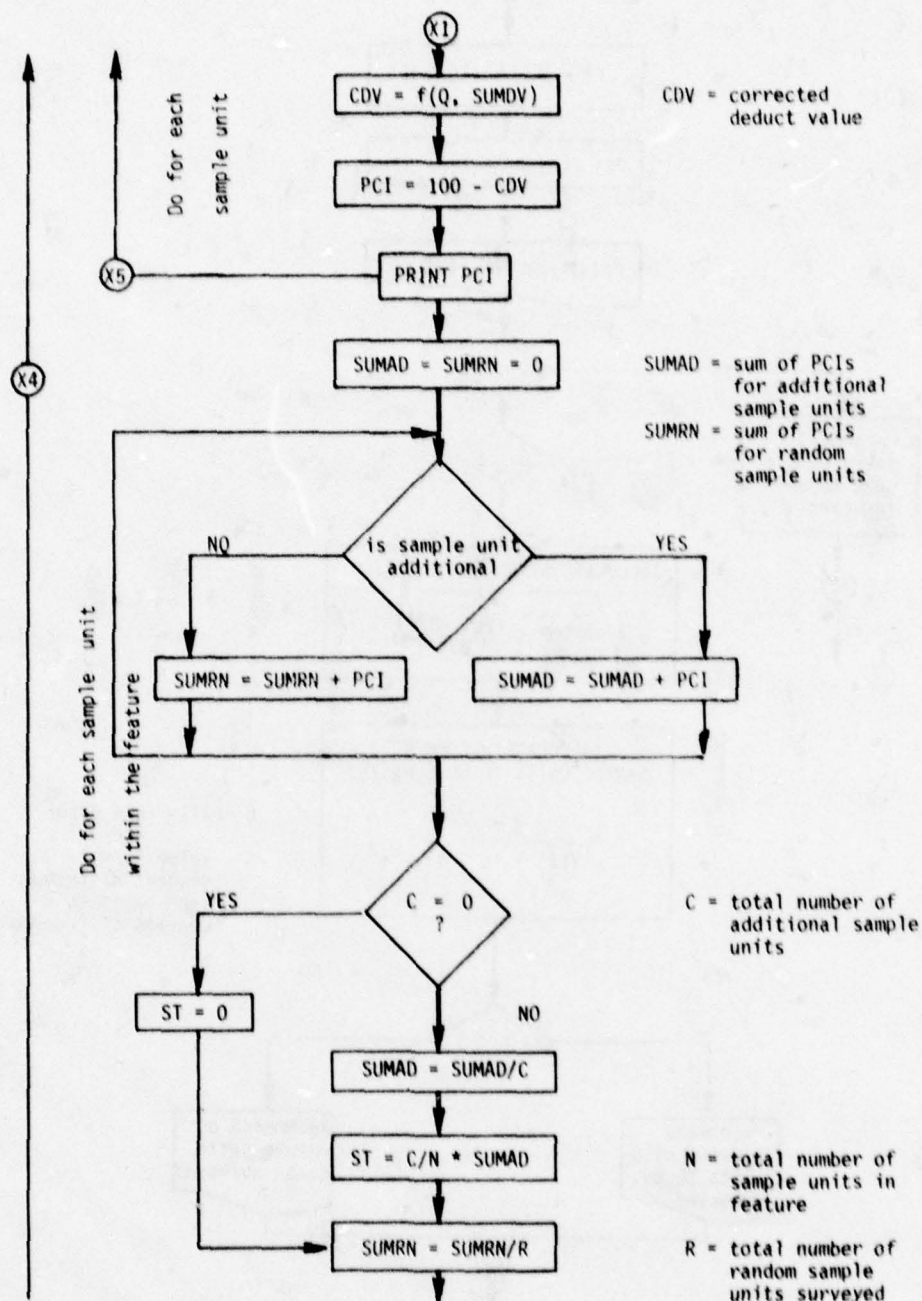 X1
CDV = f(Q, SUMDV)
CDV = corrected
deduct value
Do for each
sample unit
PCI = 100 - CDV
X5
PRINT PCI
X4
SUMAD = SUMRN = 0
SUMAD = sum of PCIs
for additional
sample units
SUMRN = sum of PCIs
for random
sample units
is sample unit
additional
NO
YES
SUMRN = SUMRN + PCI
SUMAD = SUMAD + PCI
Do for each sample unit
within the feature
C = 0
?
YES
C = total number of
additional sample
units
ST = 0
NO
SUMAD = SUMAD/C
ST = C/N * SUMAD
N = total number of
sample units in
feature
SUMRN = SUMRN/R
R = total number of
random sample
units surveyed